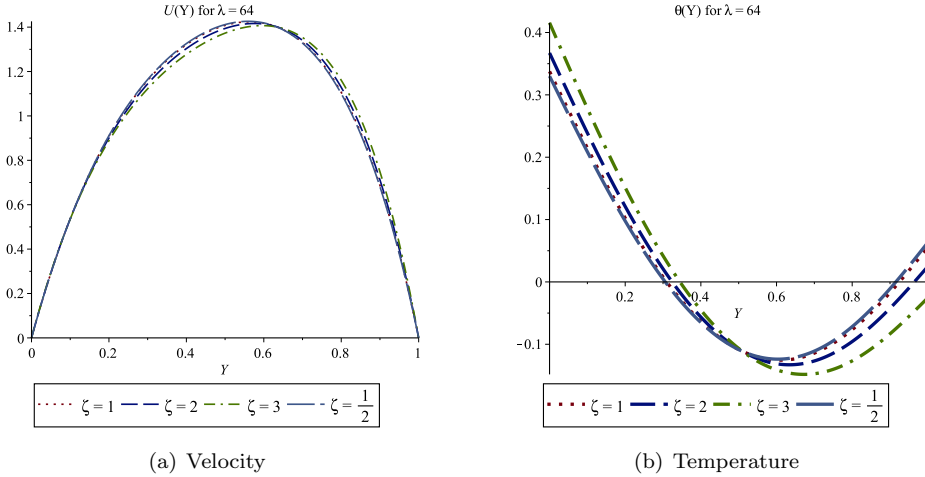 U(Y) for λ = 64
1.4
1.2
1
0.8
0.6
0.4
0.2
0
0 0.2 0.4 0.6 0.8 1
Y
ζ = 1 ζ = 2 ζ = 3 ζ = 1/2
(a) Velocity
θ(Y) for λ = 64
0.4
0.3
0.2
0.1
0
−0.1
0.2 0.4 0.6 0.8
Y
ζ = 1 ζ = 2 ζ = 3 ζ = 1/2
(b) Temperature